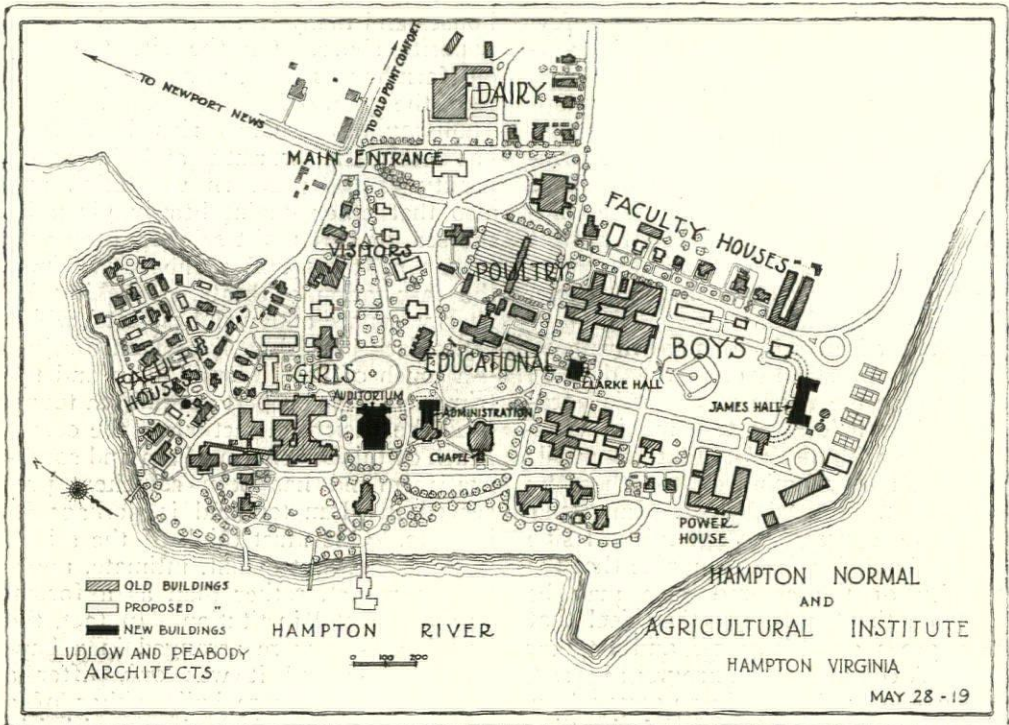 TO NEWPORT NEWS
TO OLD POINT COMFORT
DAIRY
MAIN ENTRANCE
FACULTY HOUSES
VISITORS
POULTRY
FACULTY
HOUSES
GIRLS
EDUCATIONAL
BOYS
CLARKE HALL
AUDITORIUM
ADMINISTRATION
JAMES HALL
CHAPEL
POWER
HOUSE
OLD BUILDINGS
PROPOSED "
NEW BUILDINGS
LUDLOW AND PEABODY
ARCHITECTS
HAMPTON RIVER
0 100 200
HAMPTON NORMAL
AND
AGRICULTURAL INSTITUTE
HAMPTON VIRGINIA
MAY 28-19